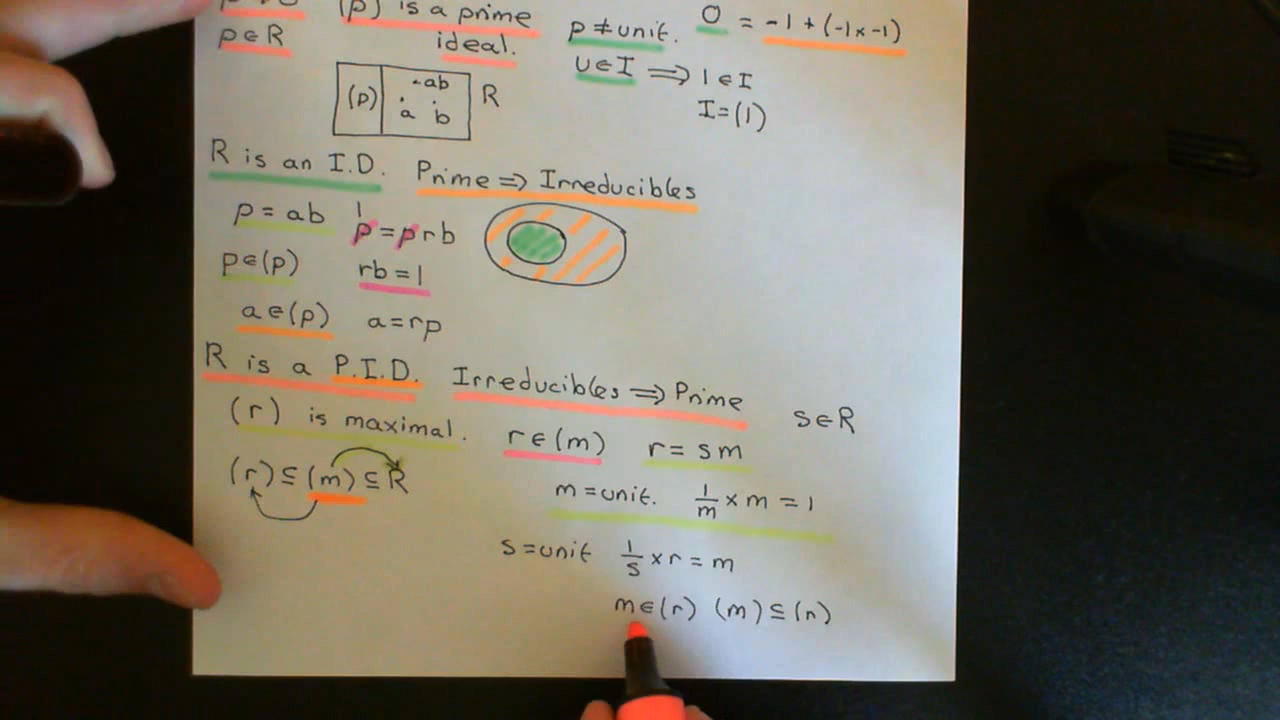 (p) is a prime ideal.
p∈R
p≠unit.
0 = -1+(-1×-1)
u∈I ⟹ 1∈I
I=(1)
(p) ·ab R
a b
R is an I.D. Prime ⟹ Irreducibles
p = ab
1
p=prb
p∈(p)
rb=1
a∈(p) a=rp
R is a P.I.D. Irreducibles ⟹ Prime
(r) is maximal.
r∈(m) r= sm
s∈R
(r)⊆(m)⊆R
m=unit. 1/m × m = 1
s=unit 1/s × r = m
m∈(r) (m)⊆(r)